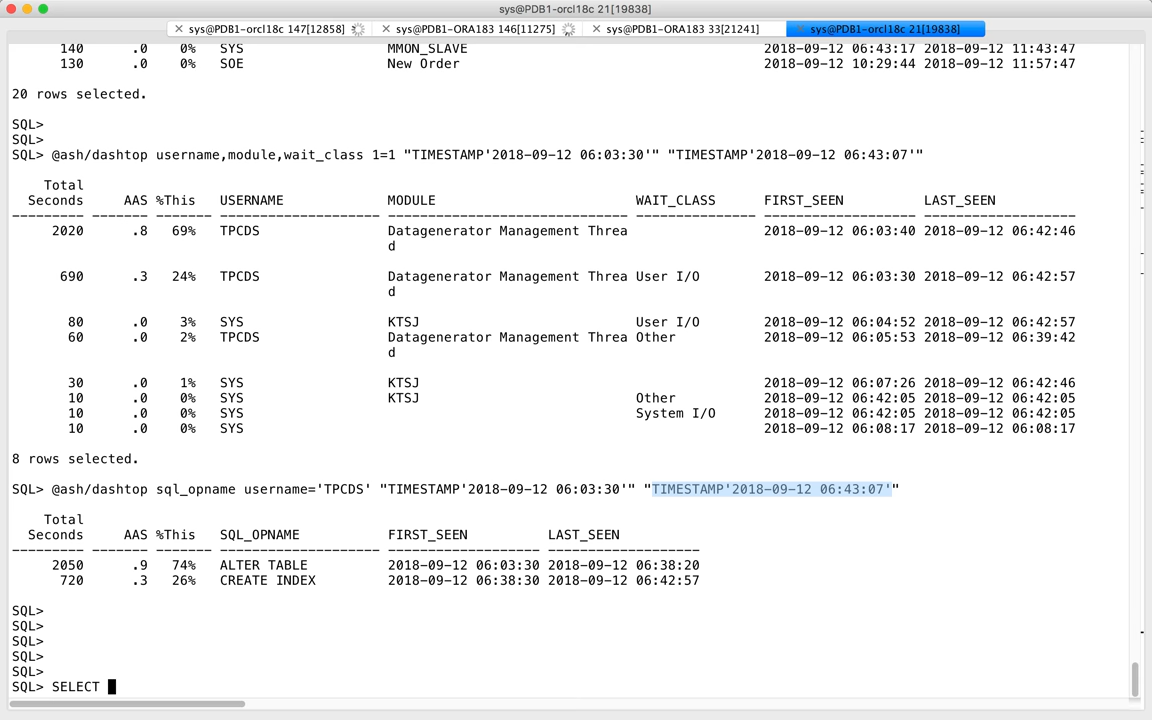 sys@PDB1-orcl18c 21[19838]
sys@PDB1-orcl18c 147[12858] sys@PDB1-ORA183 146[11275] sys@PDB1-ORA183 33[21241] sys@PDB1-orcl18c 21[19838]
140 .0 0% SYS MMON_SLAVE 2018-09-12 06:43:17 2018-09-12 11:43:47
130 .0 0% SOE New Order 2018-09-12 10:29:44 2018-09-12 11:57:47
20 rows selected.
SQL>
SQL>
SQL> @ash/dashtop username,module,wait_class 1=1 "TIMESTAMP'2018-09-12 06:03:30'" "TIMESTAMP'2018-09-12 06:43:07'"
Total
Seconds AAS %This USERNAME MODULE WAIT_CLASS FIRST_SEEN LAST_SEEN
--------- ------- ------- -------------------- ------------------------------ --------------- ------------------- -------------------
2020 .8 69% TPCDS Datagenerator Management Threa 2018-09-12 06:03:40 2018-09-12 06:42:46
d
690 .3 24% TPCDS Datagenerator Management Threa User I/O 2018-09-12 06:03:30 2018-09-12 06:42:57
d
80 .0 3% SYS KTSJ User I/O 2018-09-12 06:04:52 2018-09-12 06:42:57
60 .0 2% TPCDS Datagenerator Management Threa Other 2018-09-12 06:05:53 2018-09-12 06:39:42
d
30 .0 1% SYS KTSJ 2018-09-12 06:07:26 2018-09-12 06:42:46
10 .0 0% SYS KTSJ Other 2018-09-12 06:42:05 2018-09-12 06:42:05
10 .0 0% SYS System I/O 2018-09-12 06:42:05 2018-09-12 06:42:05
10 .0 0% SYS 2018-09-12 06:08:17 2018-09-12 06:08:17
8 rows selected.
SQL> @ash/dashtop sql_opname username='TPCDS' "TIMESTAMP'2018-09-12 06:03:30'" "TIMESTAMP'2018-09-12 06:43:07'"
Total
Seconds AAS %This SQL_OPNAME FIRST_SEEN LAST_SEEN
--------- ------- ------- -------------------- ------------------- -------------------
2050 .9 74% ALTER TABLE 2018-09-12 06:03:30 2018-09-12 06:38:20
720 .3 26% CREATE INDEX 2018-09-12 06:38:30 2018-09-12 06:42:57
SQL>
SQL>
SQL>
SQL>
SQL>
SQL> SELECT